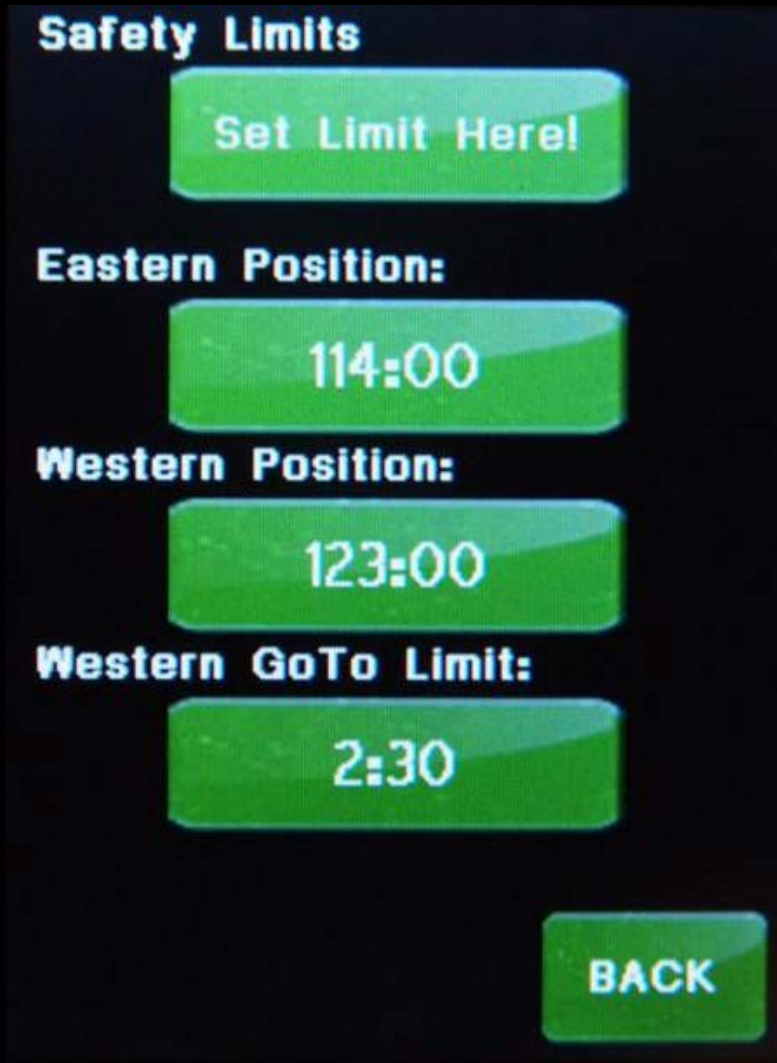 Safety Limits
Set Limit Here!
Eastern Position:
114:00
Western Position:
123:00
Western GoTo Limit:
2:30
BACK